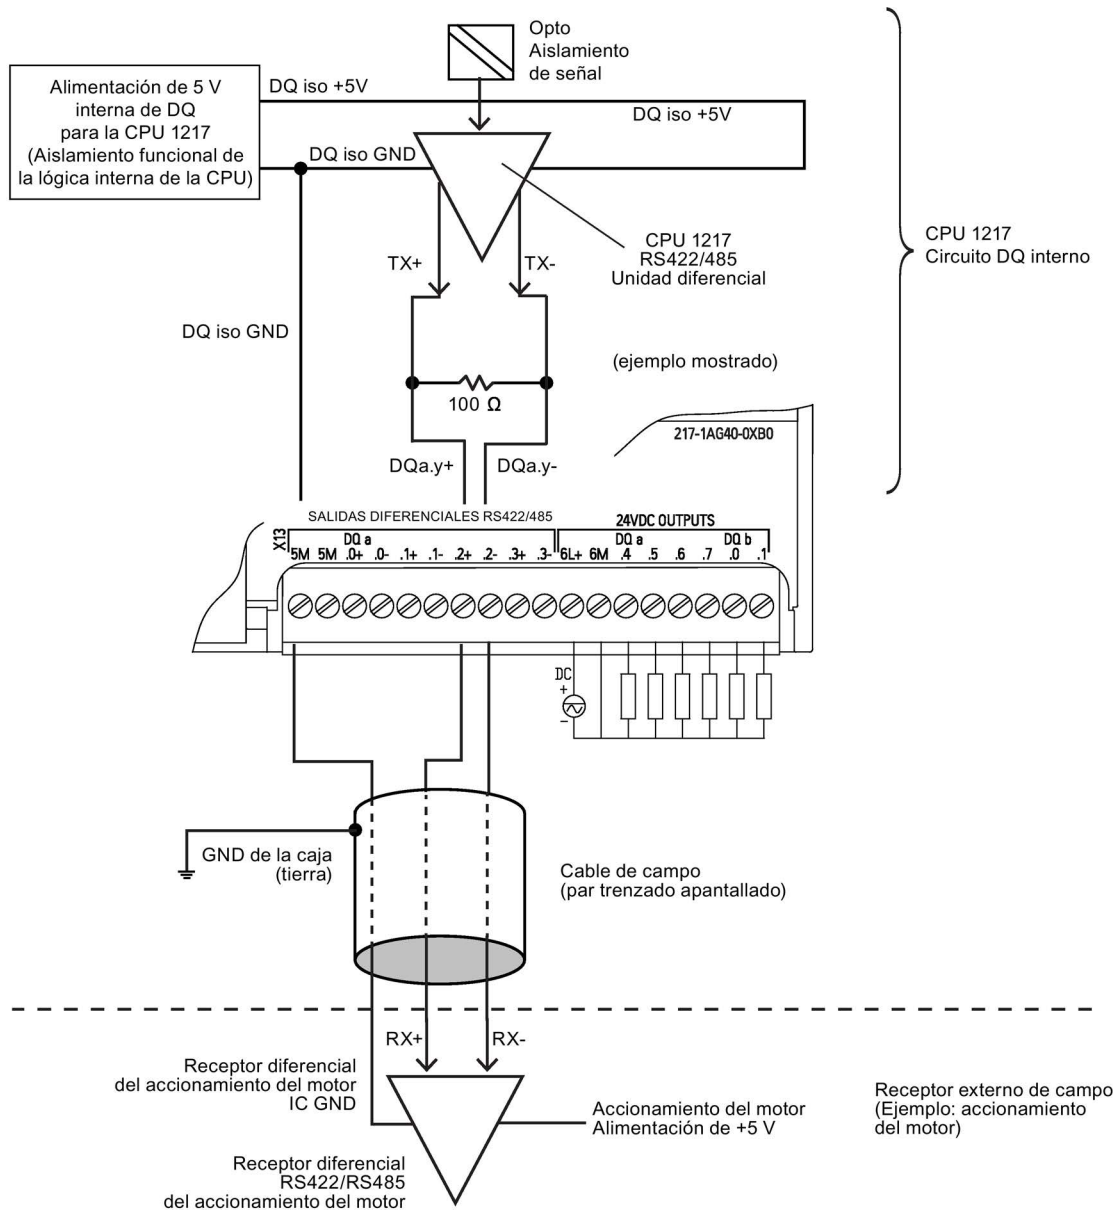 Opto
Aislamiento
de señal
Alimentación de 5 V
interna de DQ
para la CPU 1217
(Aislamiento funcional de
la lógica interna de la CPU)
DQ iso +5V
DQ iso +5V
DQ iso GND
CPU 1217
RS422/485
Unidad diferencial
CPU 1217
Circuito DQ interno
TX+
TX-
DQ iso GND
(ejemplo mostrado)
100 Ω
217-1AG40-0XB0
DQa.y+
DQa.y-
X13
SALIDAS DIFERENCIALES RS422/485
24VDC OUTPUTS
DQ a
DQ a
DQ b
5M 5M .0+ .0- .1+ .1- .2+ .2- .3+ .3- 6L+ 6M .4 .5 .6 .7 .0 .1
DC
+
–
GND de la caja
(tierra)
Cable de campo
(par trenzado apantallado)
RX+
RX-
Receptor diferencial
del accionamiento del motor
IC GND
Accionamiento del motor
Alimentación de +5 V
Receptor externo de campo
(Ejemplo: accionamiento
del motor)
Receptor diferencial
RS422/RS485
del accionamiento del motor